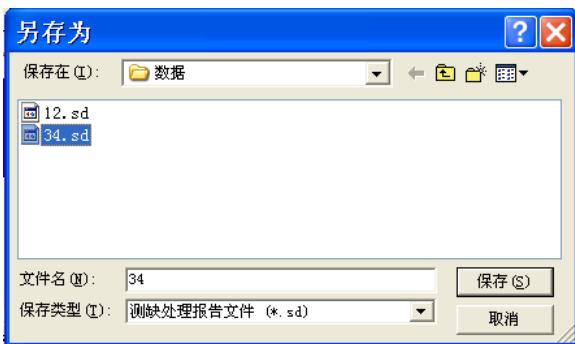 另存为
保存在(I): 数据
12.sd
34.sd
文件名(N): 34 保存(S)
保存类型(T): 测缺处理报告文件 (*.sd) 取消